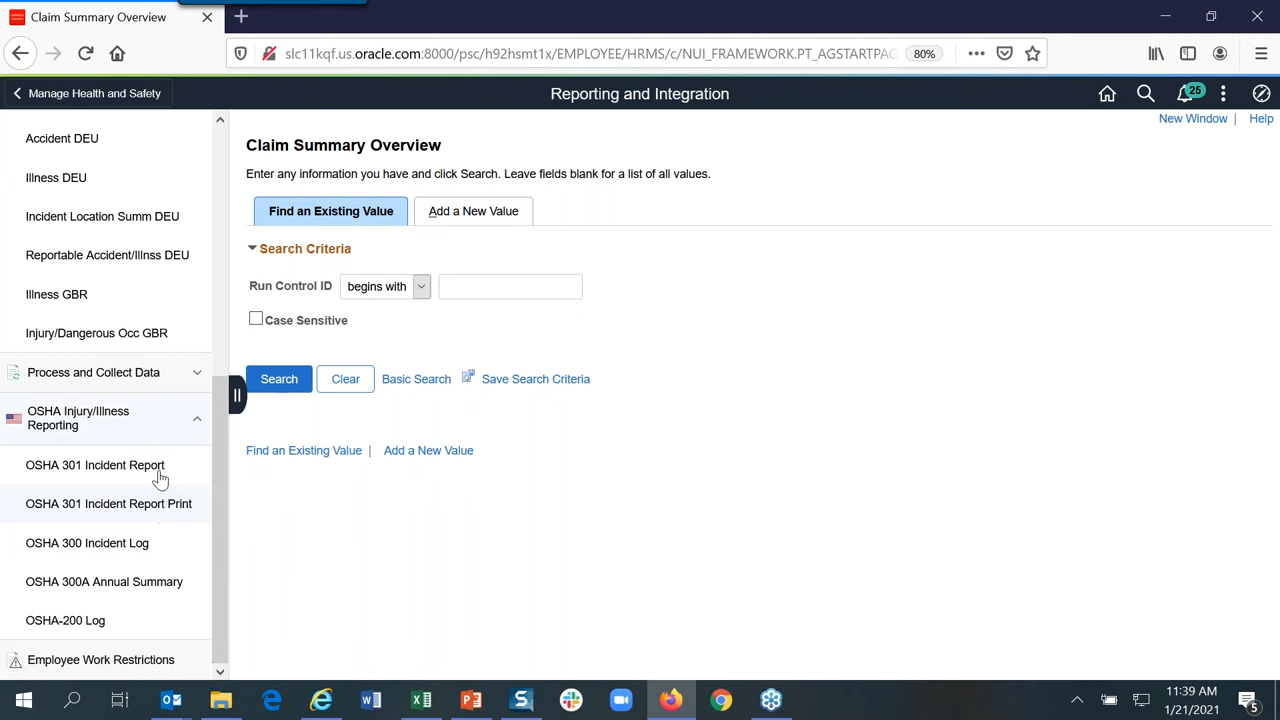 Claim Summary Overview
slc11kqf.us.oracle.com:8000/psc/h92hsmt1x/EMPLOYEE/HRMS/c/NUI_FRAMEWORK.PT_AGSTARTPAG
80%
Manage Health and Safety
Reporting and Integration
25
New Window | Help
Accident DEU
Illness DEU
Incident Location Summ DEU
Reportable Accident/Illnss DEU
Illness GBR
Injury/Dangerous Occ GBR
Process and Collect Data
OSHA Injury/Illness
Reporting
OSHA 301 Incident Report
OSHA 301 Incident Report Print
OSHA 300 Incident Log
OSHA 300A Annual Summary
OSHA-200 Log
Employee Work Restrictions
Claim Summary Overview
Enter any information you have and click Search. Leave fields blank for a list of all values.
Find an Existing Value
Add a New Value
Search Criteria
Run Control ID begins with
Case Sensitive
Search Clear Basic Search Save Search Criteria
Find an Existing Value | Add a New Value
11:39 AM
1/21/2021
5